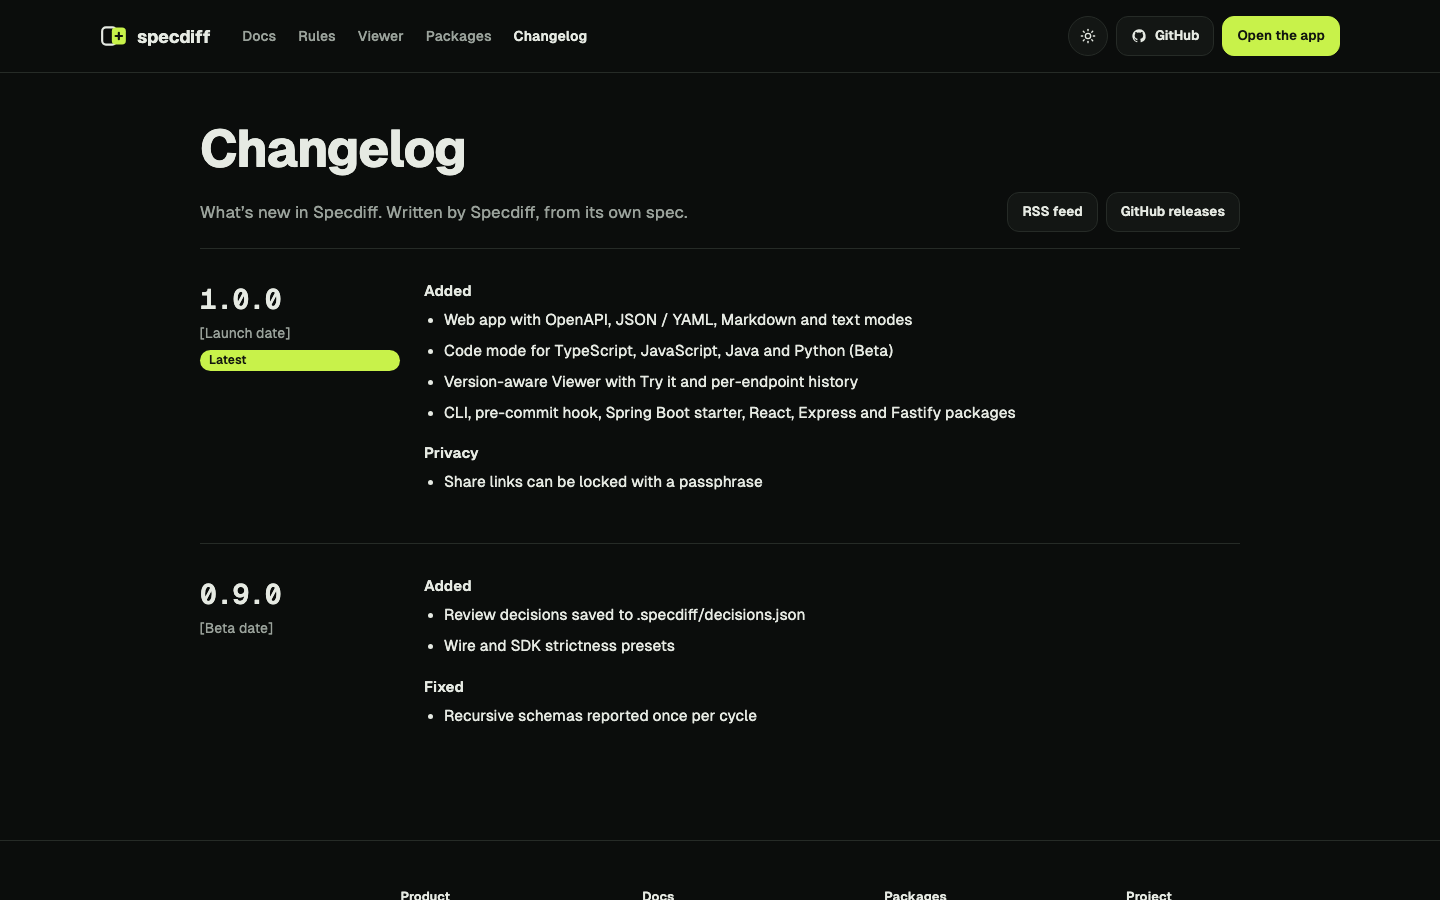 specdiff Docs Rules Viewer Packages Changelog GitHub Open the app
Changelog
What's new in Specdiff. Written by Specdiff, from its own spec. RSS feed GitHub releases
1.0.0
[Launch date]
Latest
Added
Web app with OpenAPI, JSON / YAML, Markdown and text modes
Code mode for TypeScript, JavaScript, Java and Python (Beta)
Version-aware Viewer with Try it and per-endpoint history
CLI, pre-commit hook, Spring Boot starter, React, Express and Fastify packages
Privacy
Share links can be locked with a passphrase
0.9.0
[Beta date]
Added
Review decisions saved to .specdiff/decisions.json
Wire and SDK strictness presets
Fixed
Recursive schemas reported once per cycle
Product Docs Packages Project